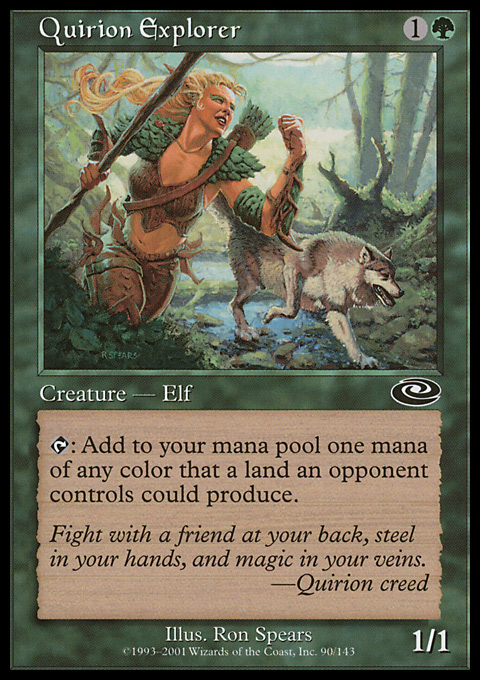 Quirion Explorer 1
R.SPEARS
Creature — Elf
: Add to your mana pool one mana
of any color that a land an opponent
controls could produce.
Fight with a friend at your back, steel
in your hands, and magic in your veins.
—Quirion creed
Illus. Ron Spears
1/1
©1993–2001 Wizards of the Coast, Inc. 90/143